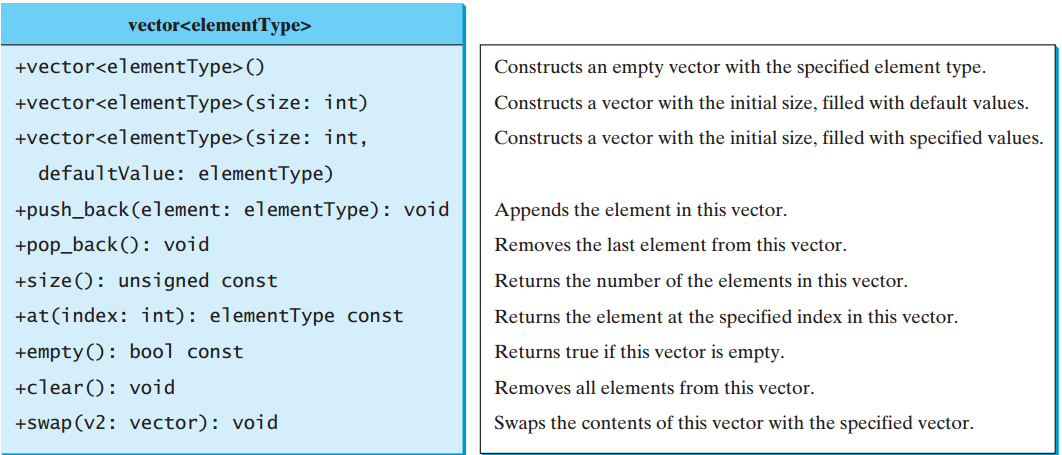 vector<elementType>
+vector<elementType>()
Constructs an empty vector with the specified element type.
+vector<elementType>(size: int)
Constructs a vector with the initial size, filled with default values.
+vector<elementType>(size: int,
Constructs a vector with the initial size, filled with specified values.
defaultValue: elementType)
+push_back(element: elementType): void
Appends the element in this vector.
+pop_back(): void
Removes the last element from this vector.
+size(): unsigned const
Returns the number of the elements in this vector.
+at(index: int): elementType const
Returns the element at the specified index in this vector.
+empty(): bool const
Returns true if this vector is empty.
+clear(): void
Removes all elements from this vector.
+swap(v2: vector): void
Swaps the contents of this vector with the specified vector.